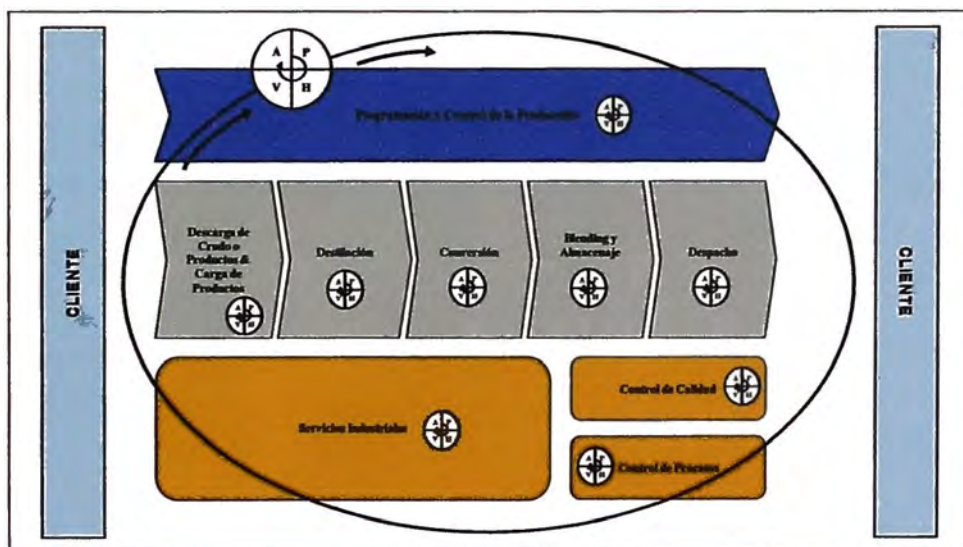 A P
V H
Programación y Control de la Producción
A P
V H
CLIENTE
Descarga de
Crudo o
Productos &
Carga de
Productos
A P
V H
Destilación
A P
V H
Conversión
A P
V H
Blending y
Almacenaje
A P
V H
Despacho
A P
V H
CLIENTE
Servicios Industriales
A P
V H
Control de Calidad
A P
V H
Control de Procesos
A P
V H